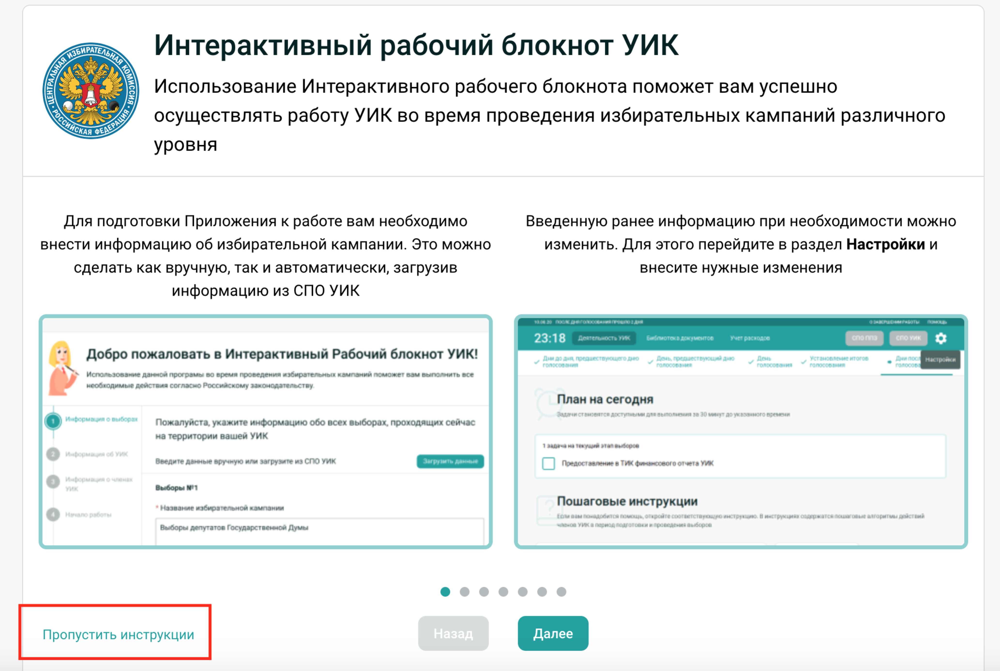 Интерактивный рабочий блокнот УИК
ЦЕНТРАЛЬНАЯ ИЗБИРАТЕЛЬНАЯ КОМИССИЯ
РОССИЙСКАЯ ФЕДЕРАЦИЯ
Использование Интерактивного рабочего блокнота поможет вам успешно
осуществлять работу УИК во время проведения избирательных кампаний различного
уровня
Для подготовки Приложения к работе вам необходимо
внести информацию об избирательной кампании. Это можно
сделать как вручную, так и автоматически, загрузив
информацию из СПО УИК
Введенную ранее информацию при необходимости можно
изменить. Для этого перейдите в раздел Настройки и
внесите нужные изменения
Добро пожаловать в Интерактивный Рабочий блокнот УИК!
Использование данной програмы во время проведения избирательных кампаний поможет вам выполнить все
необходимые действия согласно Российскому законодательству.
1 Информация о выборах
2 Информация об УИК
3 Информация о членах
УИК
4 Начало работы
Пожалуйста, укажите информацию обо всех выборах, проходящих сейчас
на территории вашей УИК
Введите данные вручную или загрузите из СПО УИК
Загрузить данные
Выборы №1
* Название избирательной кампании
Выборы депутатов Государственной Думы
ПОСЛЕ ДНЯ ГОЛОСОВАНИЯ ПРОШЛО 2 ДНЯ
О ЗАВЕРШЕНИИ РАБОТЫ ПОМОЩЬ
23:18 Деятельность УИК Библиотека документов Учет расходов СПО ППЗ СПО УИК
Дни до дня, предшествующего дню
голосования
День, предшествующий дню
голосования
День
голосования
Установление итогов
голосования
Дни посл
голосова
Настройки
План на сегодня
Задачи становятся доступными для выполнения за 30 минут до указанного времени
1 задача на текущий этап выборов
Предоставление в ТИК финансового отчета УИК
Пошаговые инструкции
Если вам понадобится помощь, откройте соответствующую инструкцию. В инструкциях содержатся пошаговые алгоритмы действий
членов УИК в период подготовки и проведения выборов
Пропустить инструкции
Назад
Далее